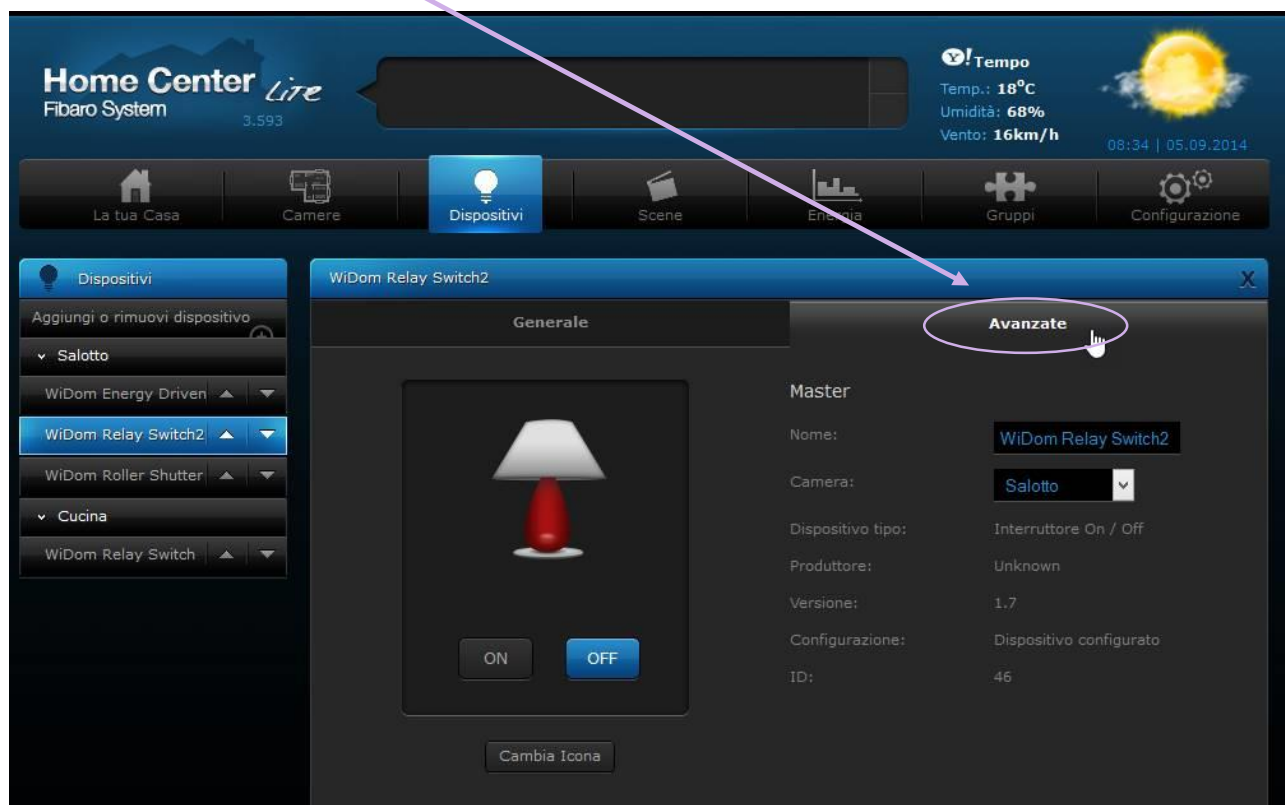 Home Center Lite
Fibaro System
3.593
Y! Tempo
Temp.: 18°C
Umidità: 68%
Vento: 16km/h
08:34 | 05.09.2014
La tua Casa
Camere
Dispositivi
Scene
Energia
Gruppi
Configurazione
Dispositivi
Aggiungi o rimuovi dispositivo
Salotto
WiDom Energy Driven
WiDom Relay Switch2
WiDom Roller Shutter
Cucina
WiDom Relay Switch
WiDom Relay Switch2
X
Generale
Avanzate
Master
Nome: WiDom Relay Switch2
Camera: Salotto
Dispositivo tipo: Interruttore On / Off
Produttore: Unknown
Versione: 1.7
Configurazione: Dispositivo configurato
ID: 46
ON
OFF
Cambia Icona